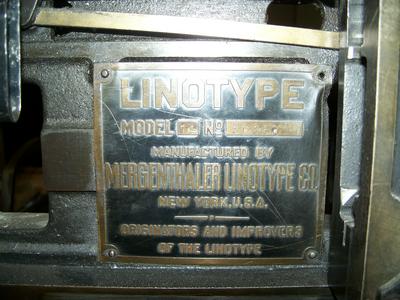 LINOTYPE
MODEL Nº
MANUFACTURED BY
MERGENTHALER LINOTYPE CO.
NEW YORK, U.S.A.
ORIGINATORS AND IMPROVERS
OF THE LINOTYPE